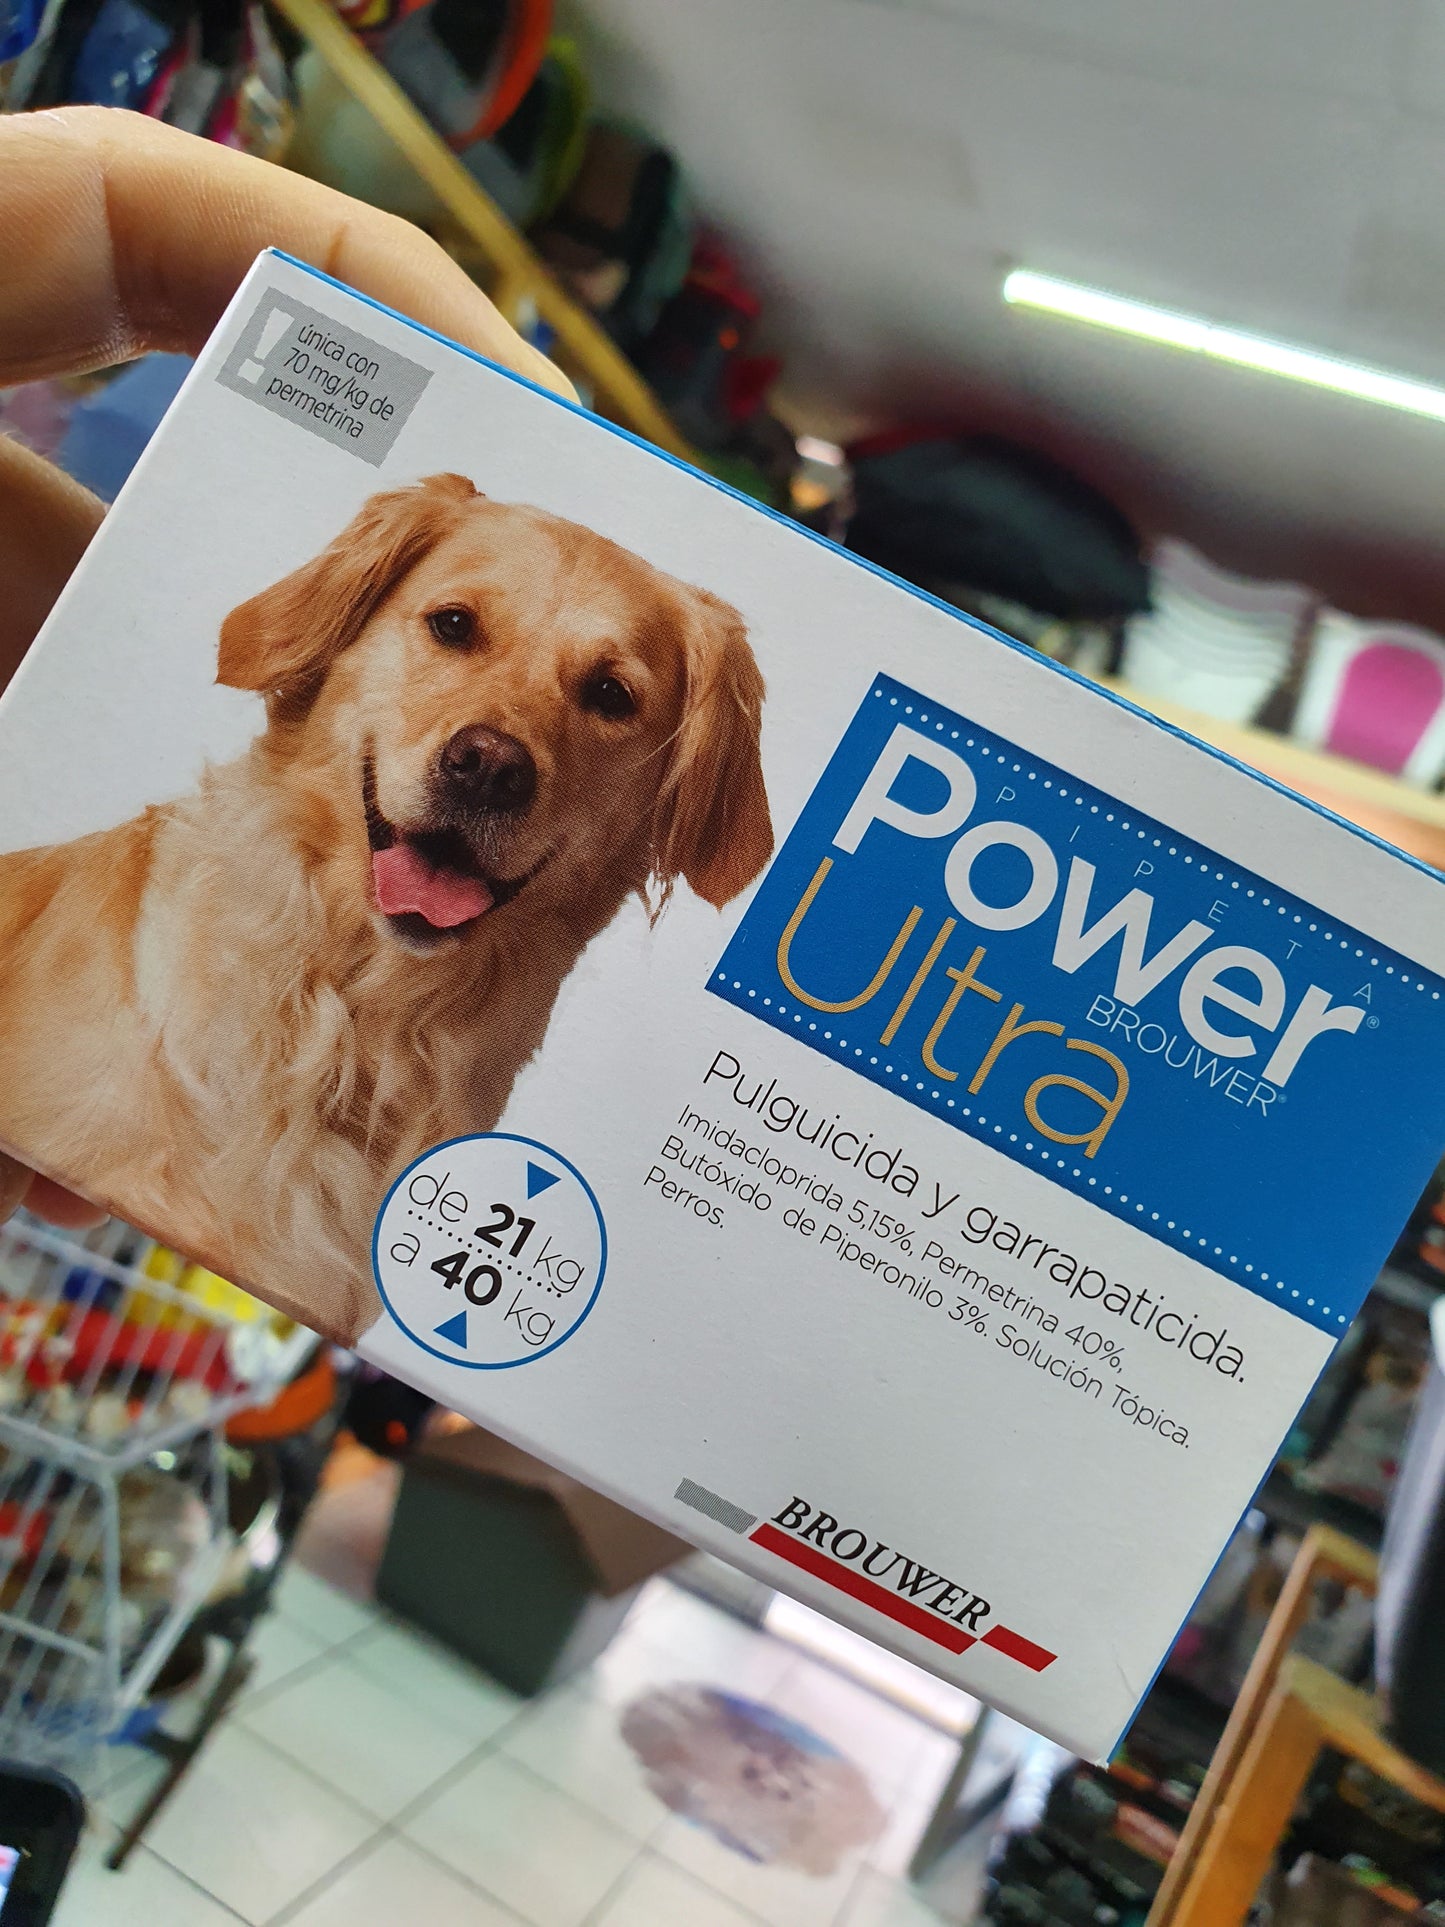 única con
70 mg/kg de
permetrina
PIPETA
Power®
BROUWER®
Ultra
Pulguicida y garrapaticida.
Imidacloprida 5,15%, Permetrina 40%,
Butóxido de Piperonilo 3%. Solución Tópica.
Perros.
de 21 kg
a 40 kg
BROUWER